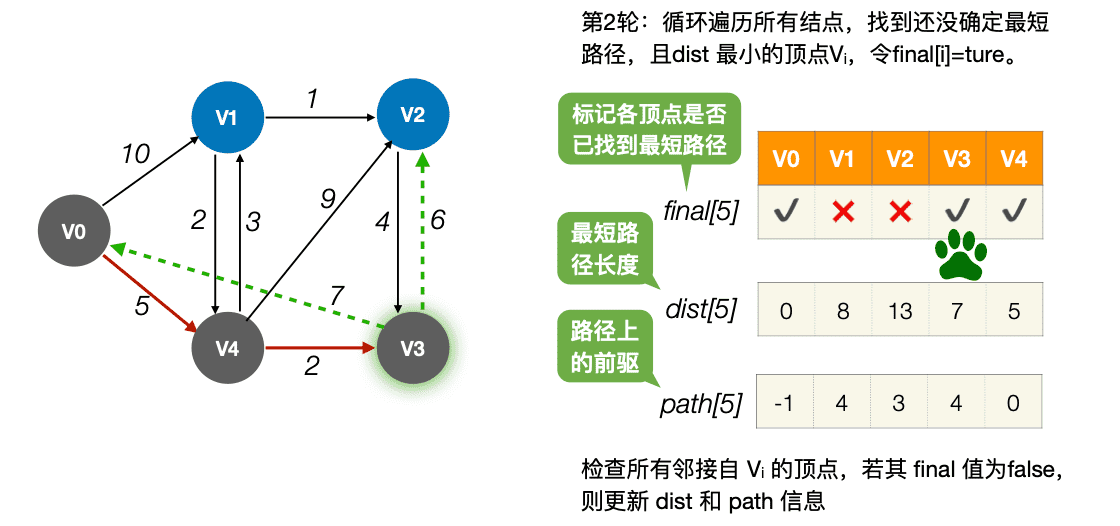 第2轮：循环遍历所有结点，找到还没确定最短
路径，且dist 最小的顶点Vᵢ，令final[i]=ture。
标记各顶点是否
已找到最短路径
V0 V1 V2 V3 V4
final[5]
最短路
径长度
dist[5] 0 8 13 7 5
路径上
的前驱
path[5] -1 4 3 4 0
检查所有邻接自 Vᵢ 的顶点，若其 final 值为false，
则更新 dist 和 path 信息
V1
1
V2
10
V0
2
3
9
4
6
5
7
V4
2
V3